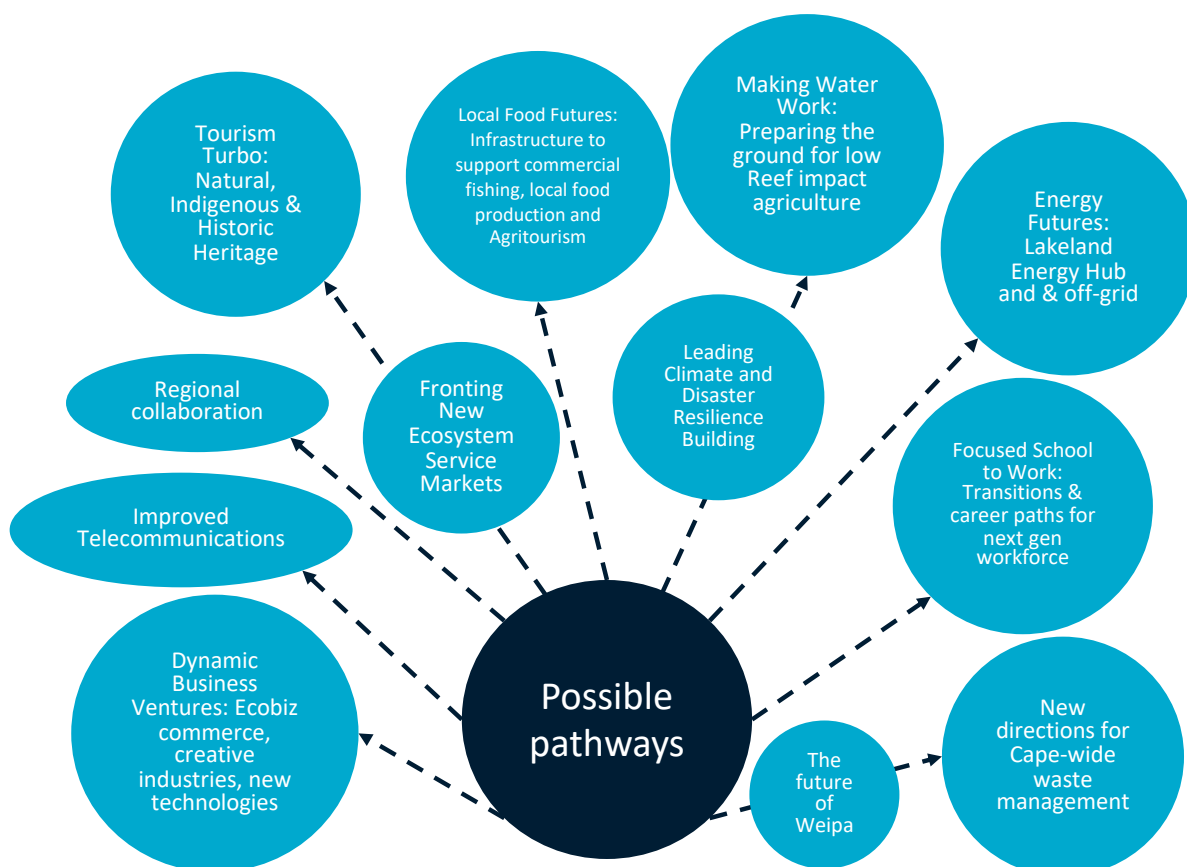 Tourism
Turbo:
Natural,
Indigenous &
Historic
Heritage
Local Food Futures:
Infrastructure to
support commercial
fishing, local food
production and
Agritourism
Making Water
Work:
Preparing the
ground for low
Reef impact
agriculture
Energy
Futures:
Lakeland
Energy Hub
and & off-grid
Regional
collaboration
Fronting
New
Ecosystem
Service
Markets
Leading
Climate and
Disaster
Resilience
Building
Focused School
to Work:
Transitions &
career paths for
next gen
workforce
Improved
Telecommunications
Dynamic
Business
Ventures: Ecobiz
commerce,
creative
industries, new
technologies
Possible
pathways
The
future
of
Weipa
New
directions for
Cape-wide
waste
management